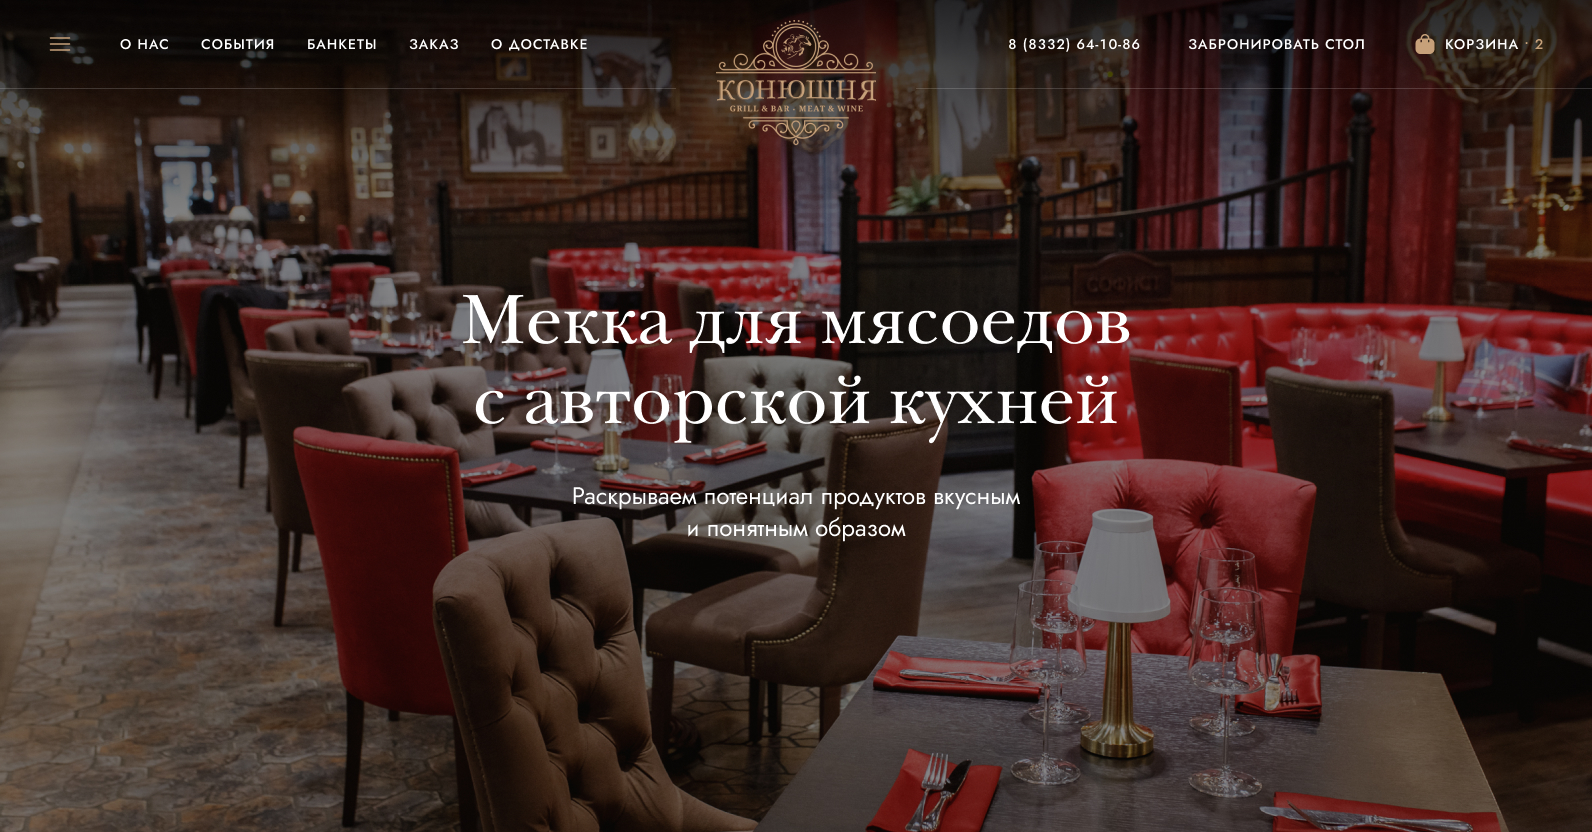 О НАС
СОБЫТИЯ
БАНКЕТЫ
ЗАКАЗ
О ДОСТАВКЕ
КОНЮШНЯ
GRILL & BAR · MEAT & WINE
8 (8332) 64-10-86
ЗАБРОНИРОВАТЬ СТОЛ
КОРЗИНА · 2
Мекка для мясоедов
с авторской кухней
Раскрываем потенциал продуктов вкусным
и понятным образом